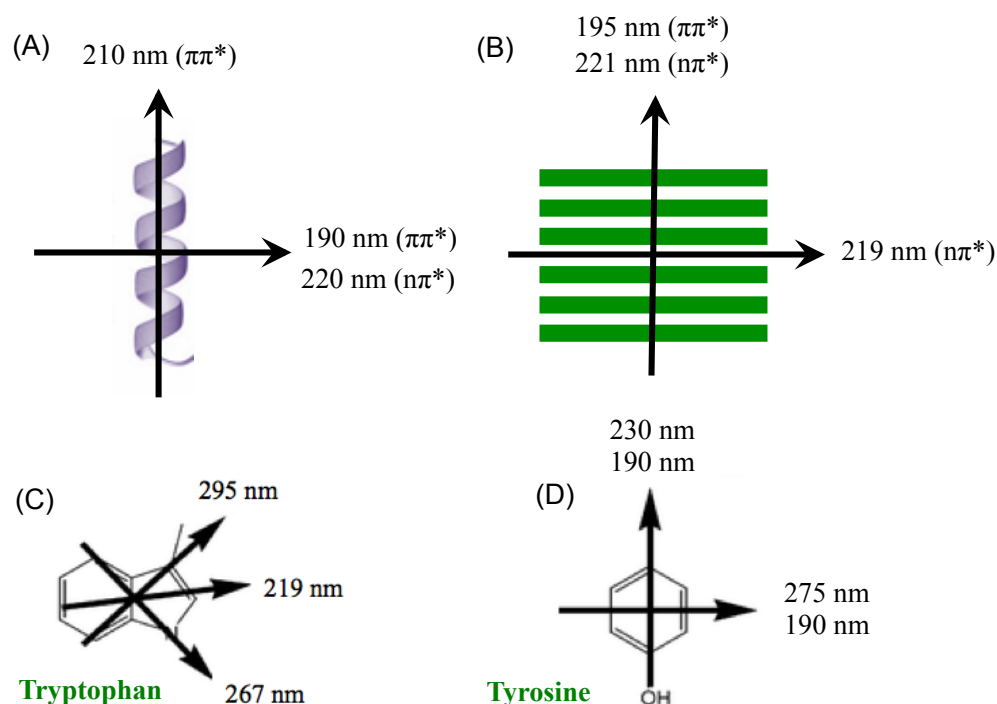 (A)
210 nm (ππ*)
190 nm (ππ*)
220 nm (nπ*)
(B)
195 nm (ππ*)
221 nm (nπ*)
219 nm (nπ*)
(C)
295 nm
219 nm
267 nm
Tryptophan
(D)
230 nm
190 nm
275 nm
190 nm
OH
Tyrosine